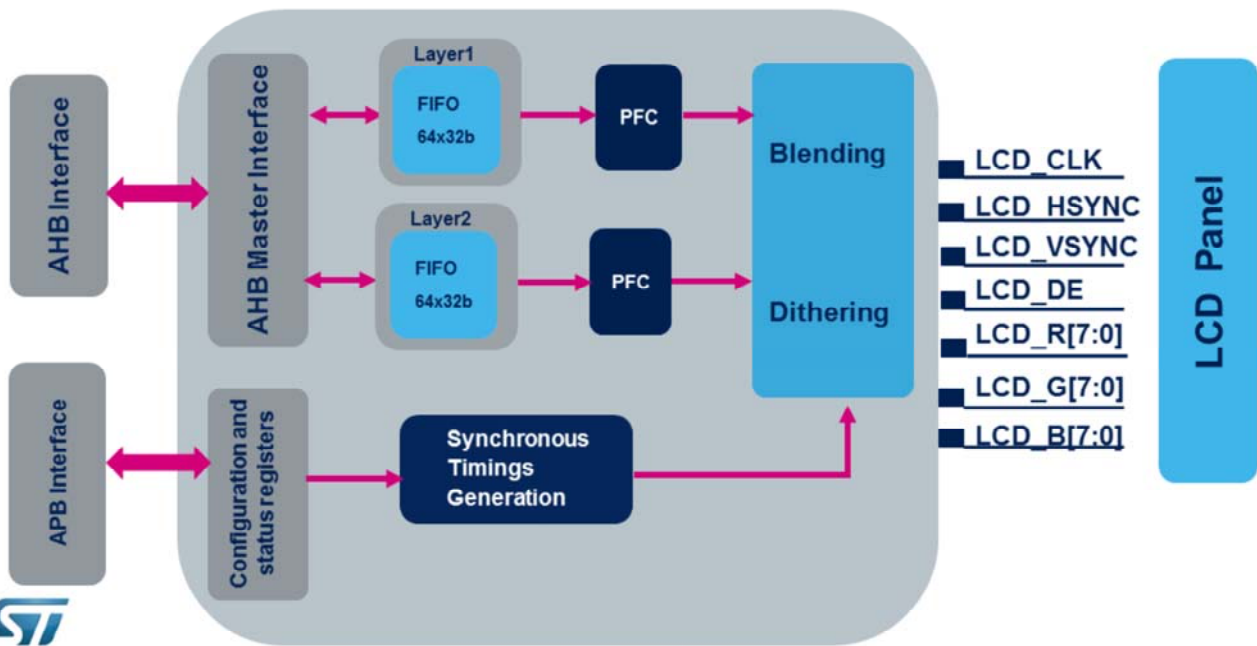 AHB Interface
AHB Master Interface
Layer1
FIFO
64x32b
PFC
Layer2
FIFO
64x32b
PFC
Blending
Dithering
APB Interface
Configuration and
status registers
Synchronous
Timings
Generation
LCD_CLK
LCD_HSYNC
LCD_VSYNC
LCD_DE
LCD_R[7:0]
LCD_G[7:0]
LCD_B[7:0]
LCD Panel
ST